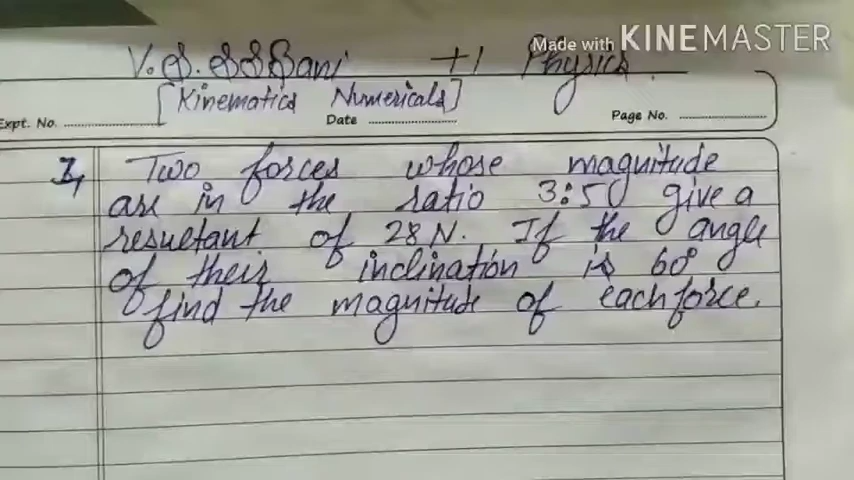 Made with KINEMASTER
V. S. +1 Physics
[Kinematics Numericals]
Expt. No. Date Page No.
1, Two forces whose magnitude
are in the ratio 3:50 give a
resultant of 28 N. If the angle
of their inclination is 60°
find the magnitude of each force.